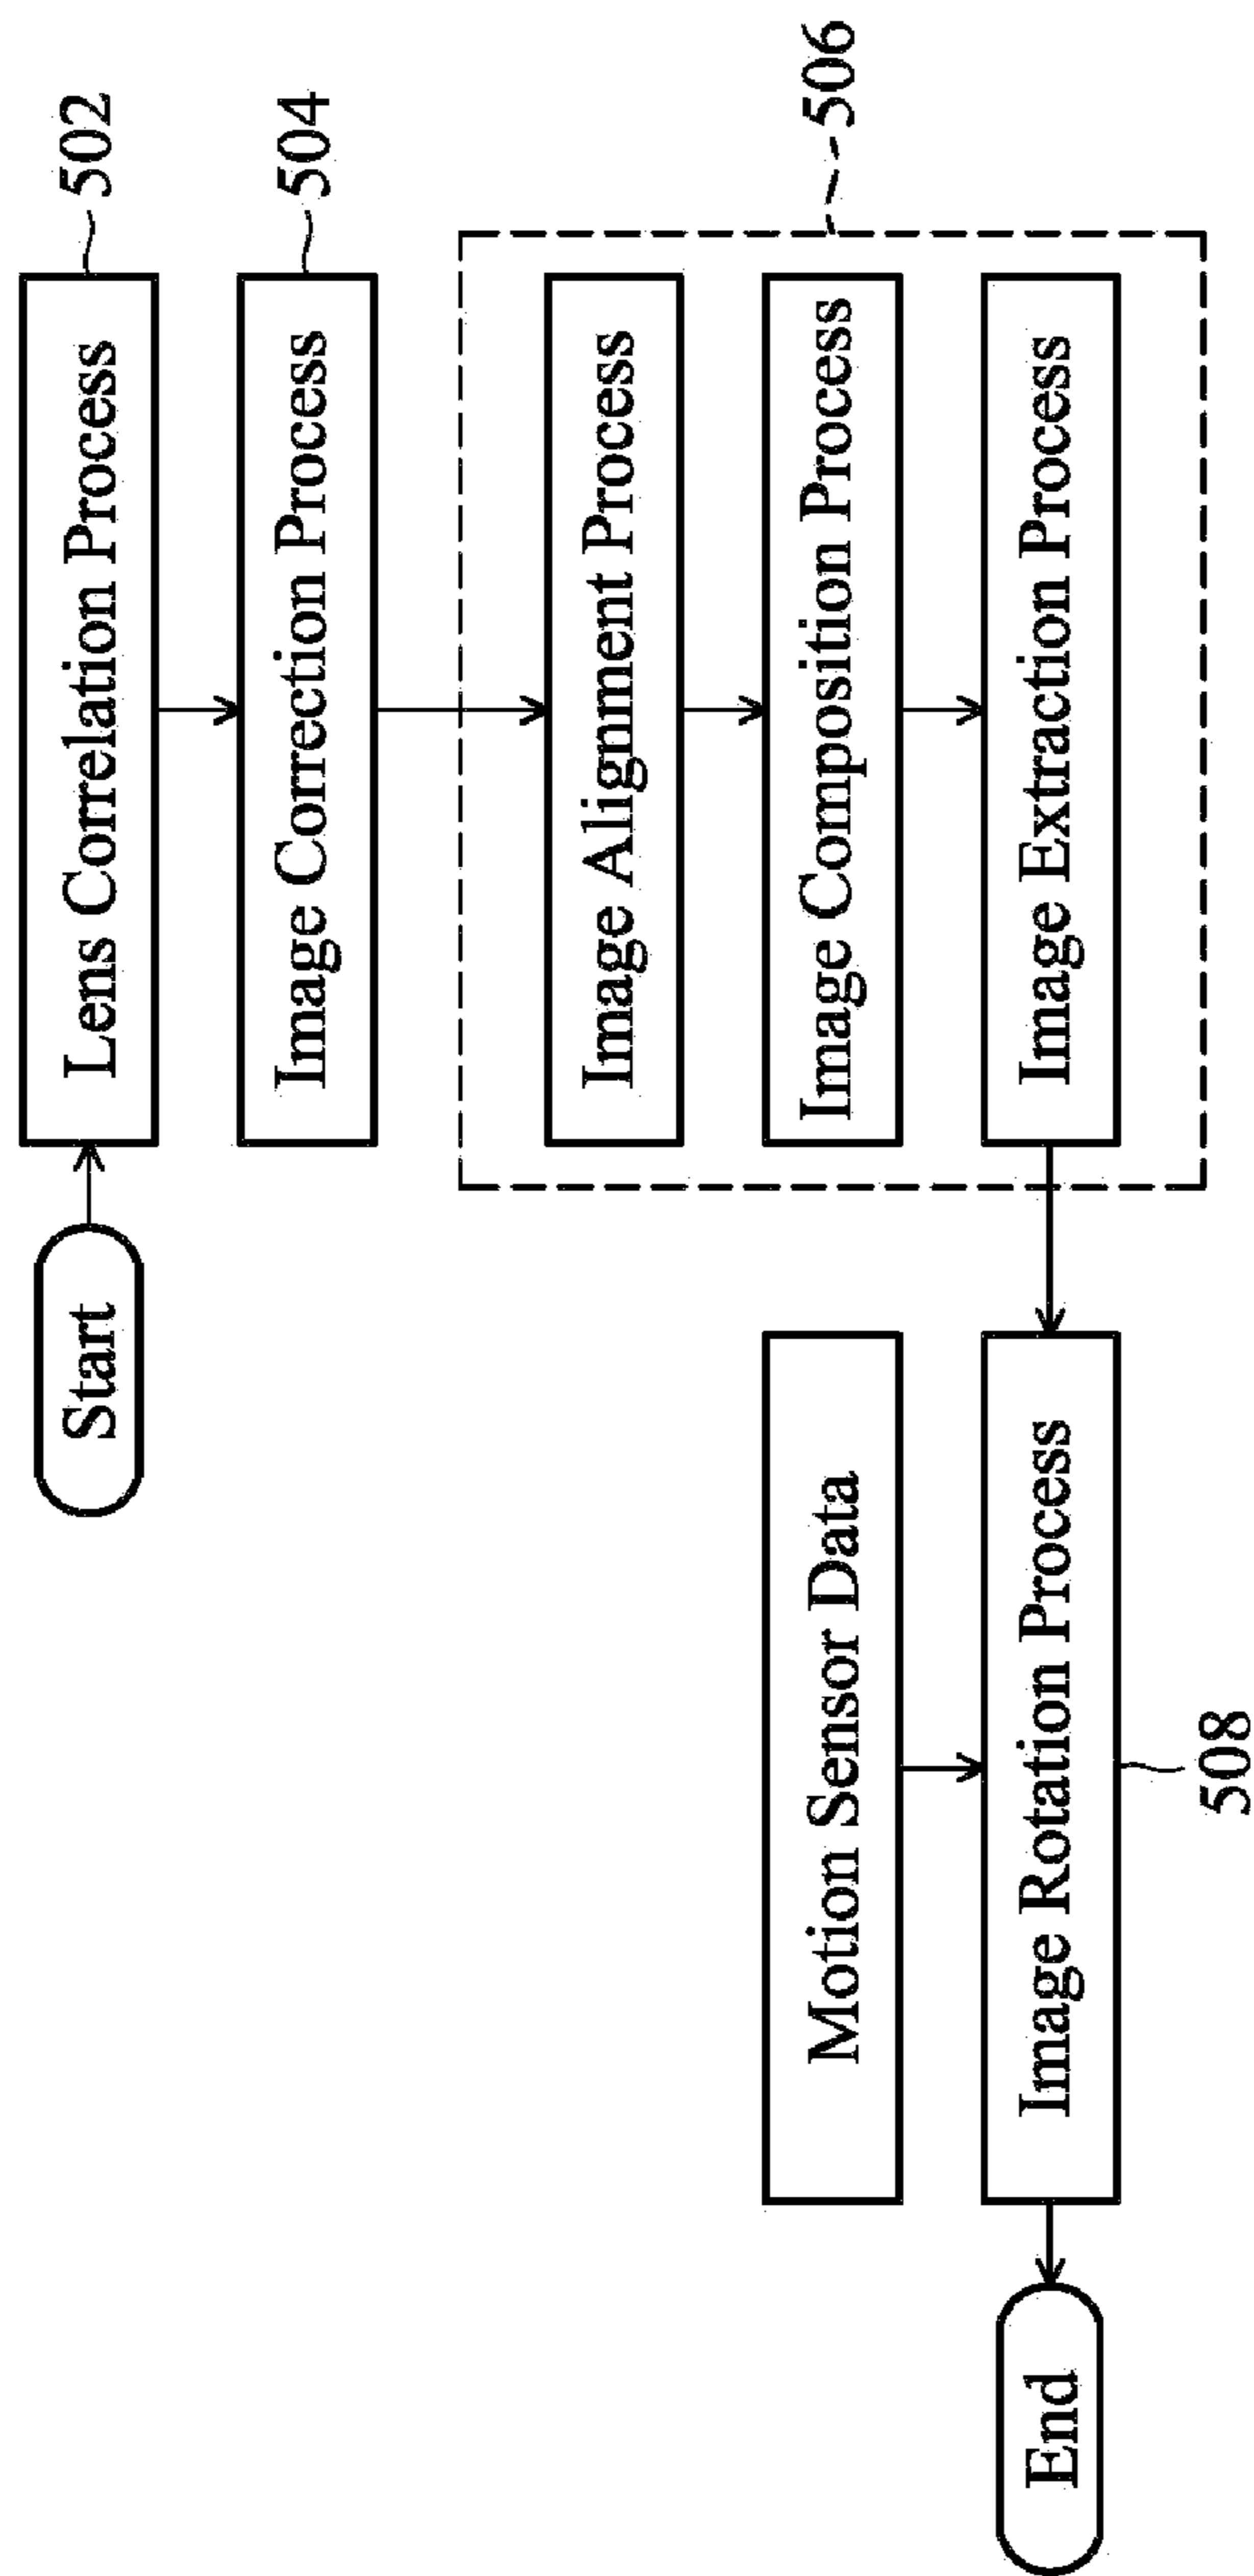 Start
Lens Correlation Process
502
Image Correction Process
504
506
Image Alignment Process
Image Composition Process
Image Extraction Process
Motion Sensor Data
Image Rotation Process
508
End